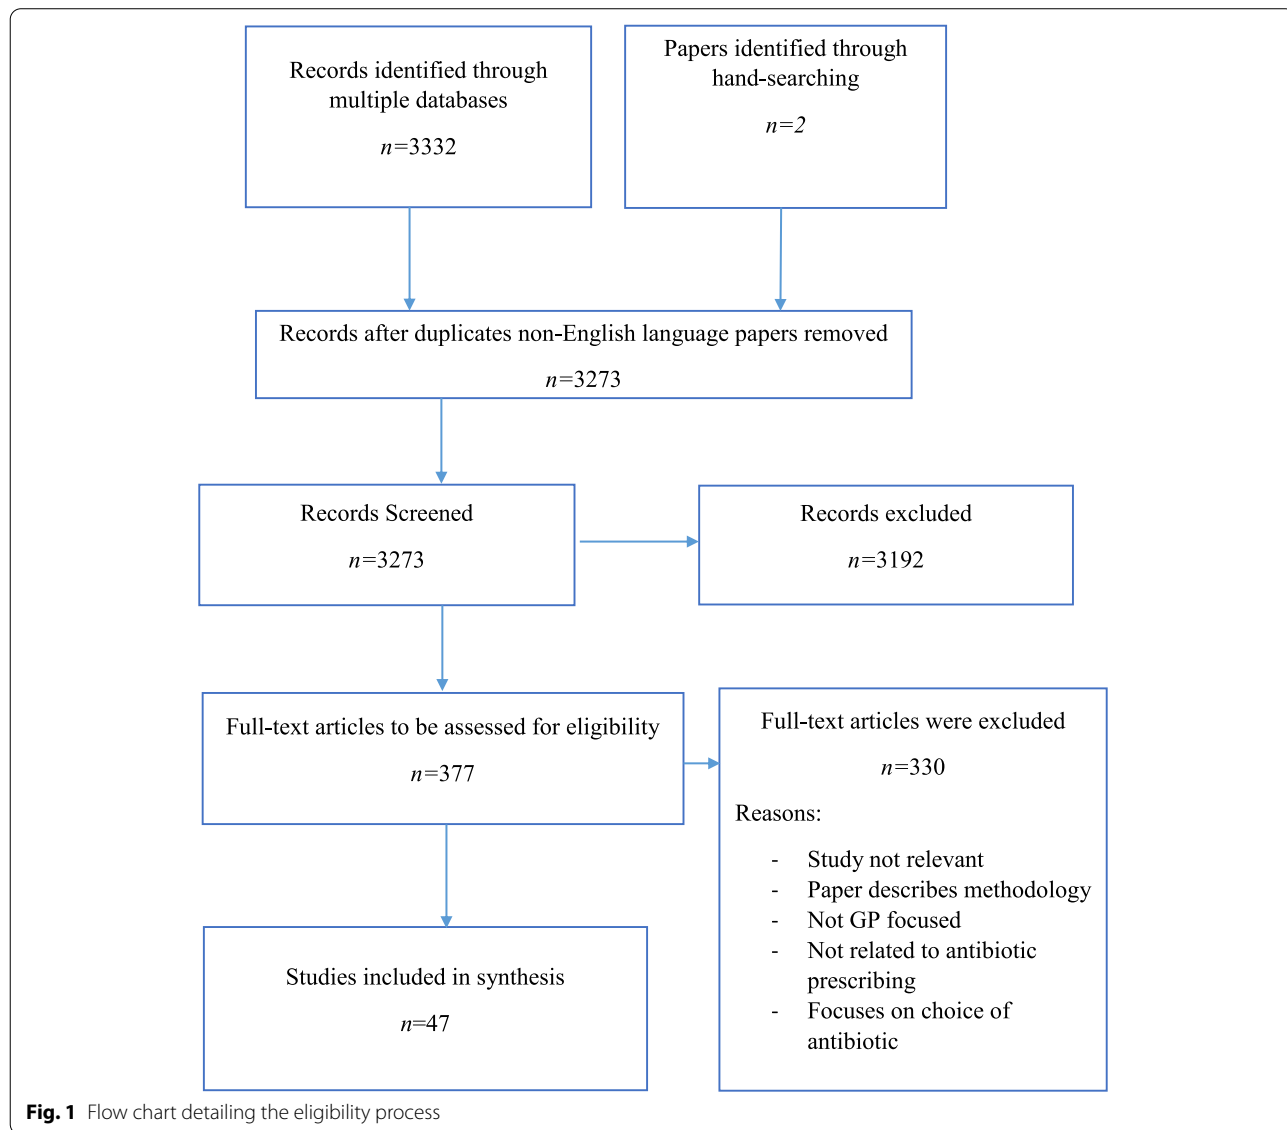 Records identified through
multiple databases
n=3332
Papers identified through
hand-searching
n=2
Records after duplicates non-English language papers removed
n=3273
Records Screened
n=3273
Records excluded
n=3192
Full-text articles to be assessed for eligibility
n=377
Full-text articles were excluded
n=330
Reasons:
- Study not relevant
- Paper describes methodology
- Not GP focused
- Not related to antibiotic
prescribing
- Focuses on choice of
antibiotic
Studies included in synthesis
n=47
Fig. 1 Flow chart detailing the eligibility process